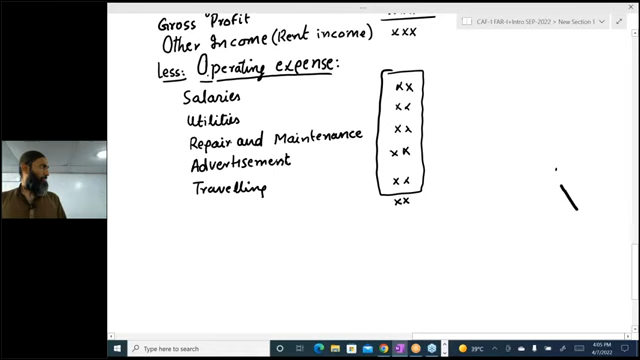 CAF-1 FAR-I+Intro SEP-2022 > New Section 1
Gross Profit
Other Income (Rent income) xxx
Less: Operating expense:
Salaries xx
Utilities xx
Repair and Maintenance xx
Advertisement xx
Travelling xx
xx
Type here to search
39°C
4:05 PM
4/7/2022